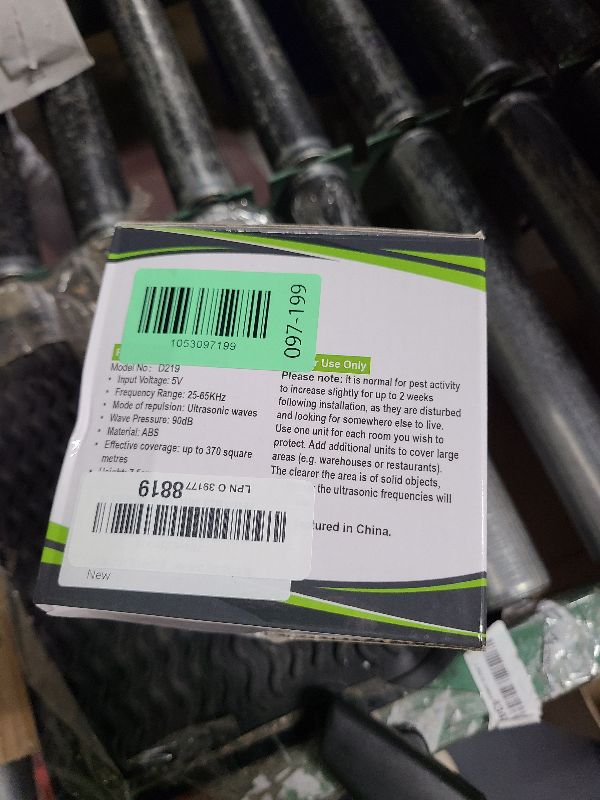 1053097199
097-199
Model No: D219
• Input Voltage: 5V
• Frequency Range: 25-65KHz
• Mode of repulsion: Ultrasonic waves
• Wave Pressure: 90dB
• Material: ABS
• Effective coverage: up to 370 square
metres
Use Only
Please note: It is normal for pest activity
to increase slightly for up to 2 weeks
following installation, as they are disturbed
and looking for somewhere else to live.
Use one unit for each room you wish to
protect. Add additional units to cover large
areas (e.g. warehouses or restaurants).
The clearer the area is of solid objects,
the ultrasonic frequencies will
in China.
LPN O 39177 8819
New